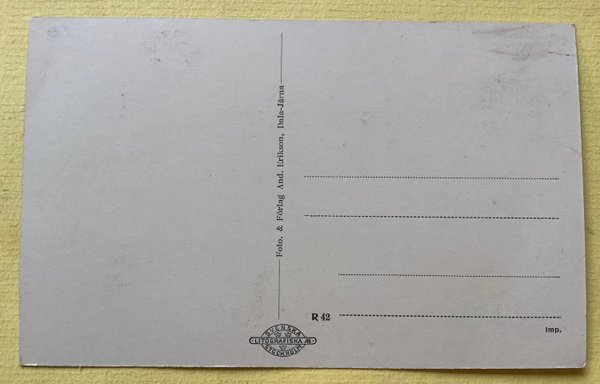 Foto. & Förlag And. Erikson, Dala-Järna
R 42
Imp.
SVENSKA
LITOGRAFISKA AB.
STOCKHOLM